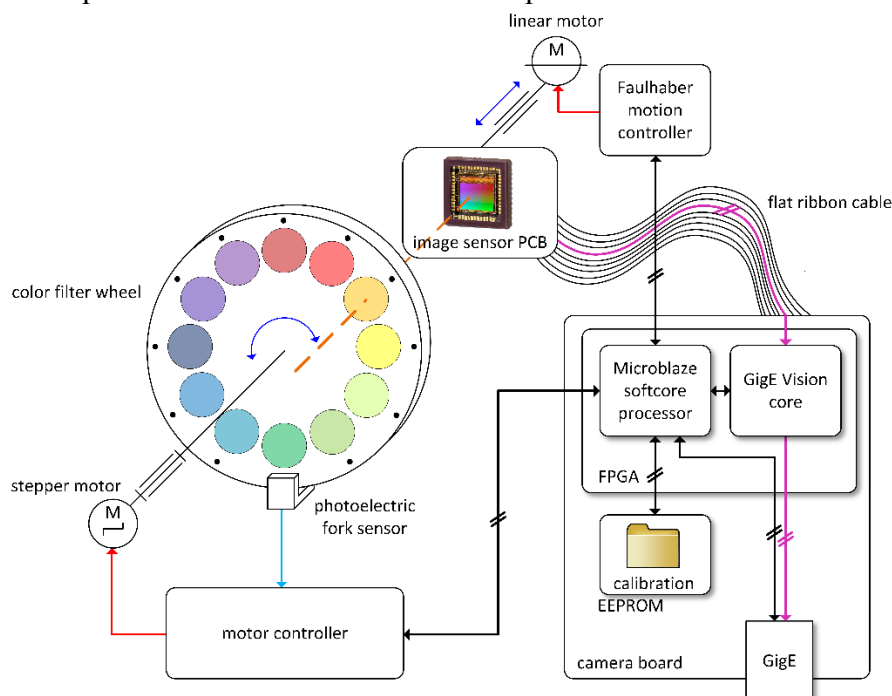 linear motor
M
Faulhaber
motion
controller
flat ribbon cable
image sensor PCB
color filter wheel
Microblaze
softcore
processor
GigE Vision
core
FPGA
stepper motor
M
photoelectric
fork sensor
calibration
EEPROM
motor controller
camera board
GigE